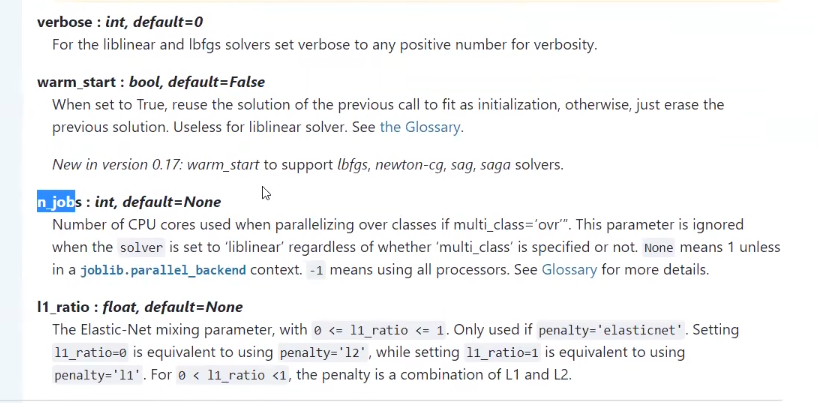 verbose : int, default=0
For the liblinear and lbfgs solvers set verbose to any positive number for verbosity.
warm_start : bool, default=False
When set to True, reuse the solution of the previous call to fit as initialization, otherwise, just erase the
previous solution. Useless for liblinear solver. See the Glossary.
New in version 0.17: warm_start to support lbfgs, newton-cg, sag, saga solvers.
n_jobs : int, default=None
Number of CPU cores used when parallelizing over classes if multi_class='ovr'”. This parameter is ignored
when the solver is set to 'liblinear' regardless of whether 'multi_class' is specified or not. None means 1 unless
in a joblib.parallel_backend context. -1 means using all processors. See Glossary for more details.
l1_ratio : float, default=None
The Elastic-Net mixing parameter, with 0 <= l1_ratio <= 1. Only used if penalty='elasticnet'. Setting
l1_ratio=0 is equivalent to using penalty='l2', while setting l1_ratio=1 is equivalent to using
penalty='l1'. For 0 < l1_ratio <1, the penalty is a combination of L1 and L2.